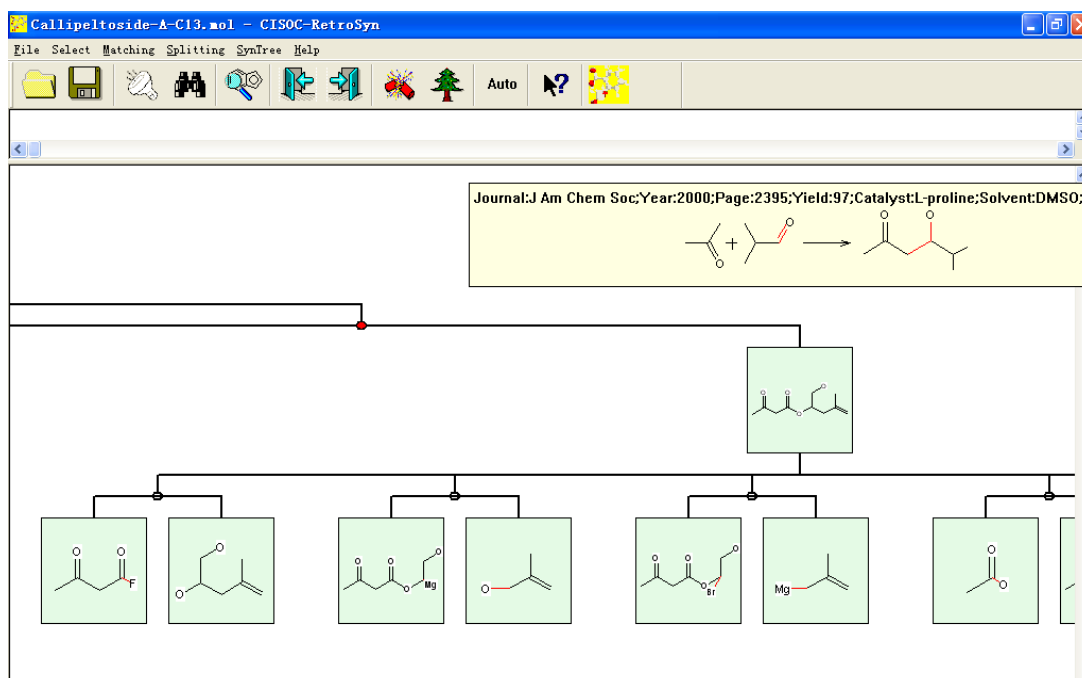 Callipeltoside-A-C13.mol - CISOC-RetroSyn
File Select Matching Splitting SynTree Help
Auto ?
Journal:J Am Chem Soc;Year:2000;Page:2395;Yield:97;Catalyst:L-proline;Solvent:DMSO;
O O O
+
O
O O O
O
O O O O O O O O O
F Mg O Mg O
O O O Br